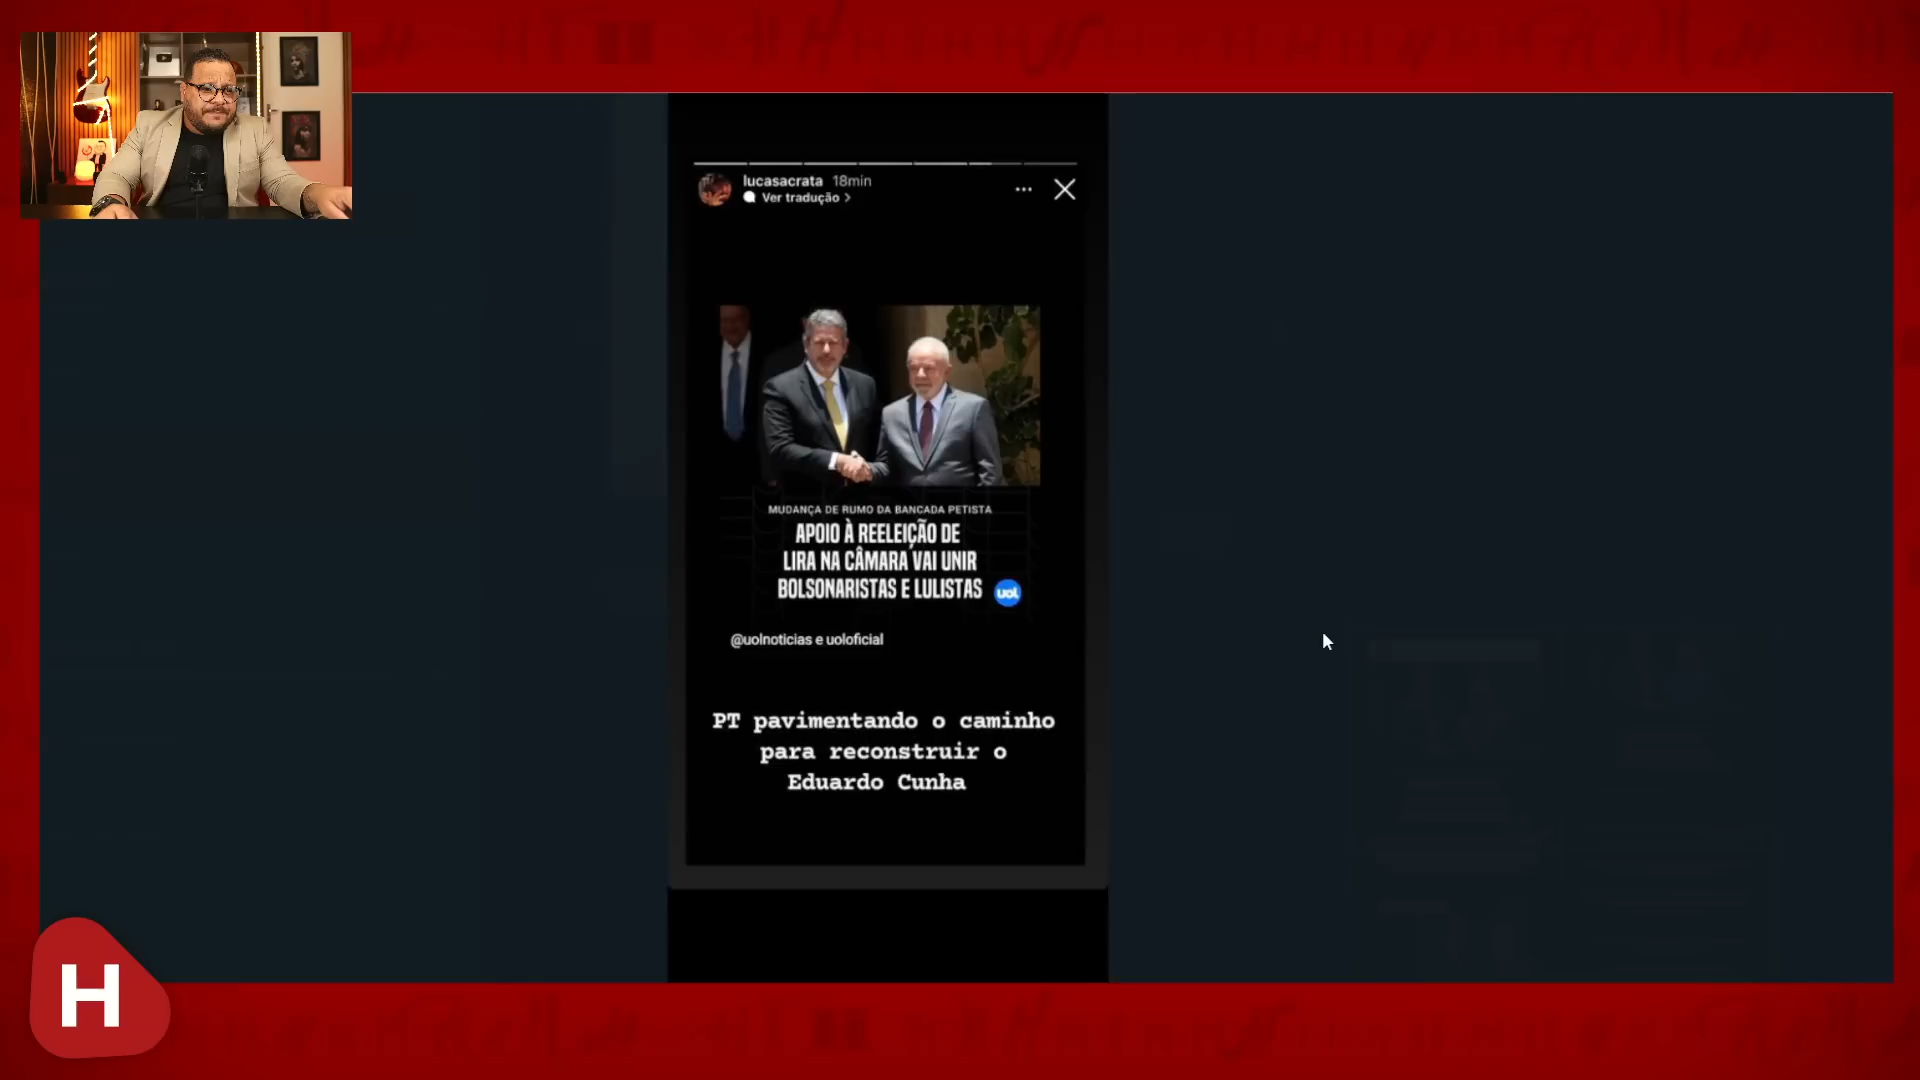 lucasacrata 18min
Ver tradução >
MUDANÇA DE RUMO DA BANCADA PETISTA
APOIO À REELEIÇÃO DE
LIRA NA CÂMARA VAI UNIR
BOLSONARISTAS E LULISTAS
uol
@uolnoticias e uoloficial
PT pavimentando o caminho
para reconstruir o
Eduardo Cunha
H